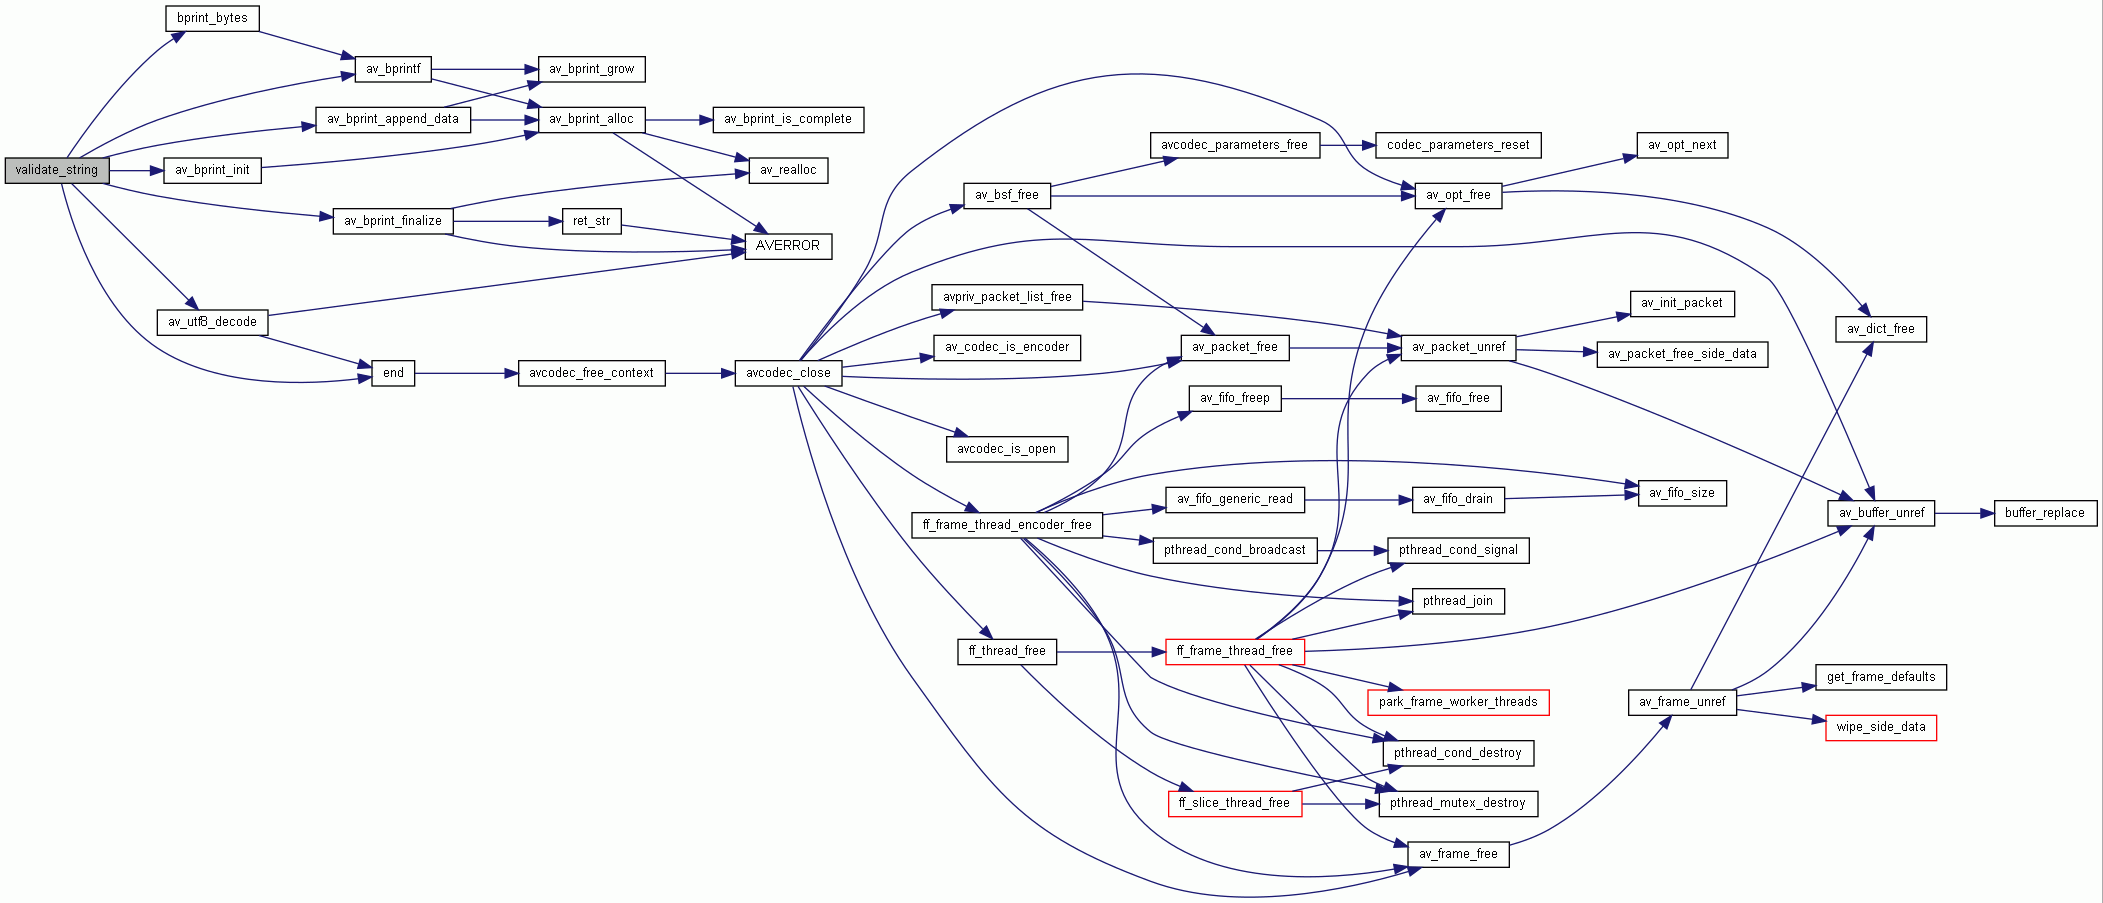 bprint_bytes
av_bprintf
av_bprint_grow
av_bprint_append_data
av_bprint_alloc
av_bprint_is_complete
validate_string
av_bprint_init
av_realloc
av_bprint_finalize
ret_str
AVERROR
av_utf8_decode
end
avcodec_free_context
avcodec_close
avcodec_parameters_free
codec_parameters_reset
av_opt_next
av_bsf_free
av_opt_free
avpriv_packet_list_free
av_init_packet
av_dict_free
av_codec_is_encoder
av_packet_free
av_packet_unref
av_packet_free_side_data
av_fifo_freep
av_fifo_free
avcodec_is_open
av_fifo_generic_read
av_fifo_drain
av_fifo_size
ff_frame_thread_encoder_free
av_buffer_unref
buffer_replace
pthread_cond_broadcast
pthread_cond_signal
pthread_join
ff_thread_free
ff_frame_thread_free
park_frame_worker_threads
av_frame_unref
get_frame_defaults
wipe_side_data
pthread_cond_destroy
ff_slice_thread_free
pthread_mutex_destroy
av_frame_free